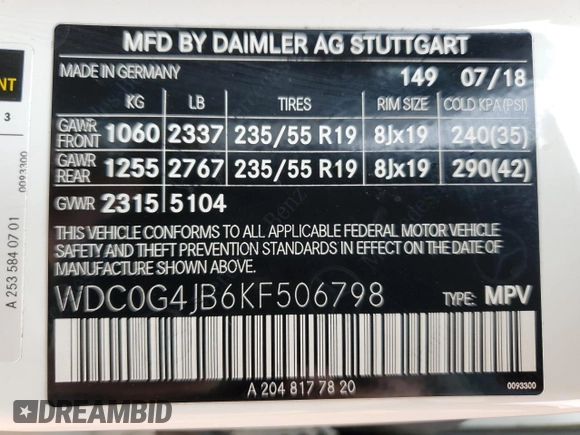 MFD BY DAIMLER AG STUTTGART
MADE IN GERMANY 149 07/18
KG LB TIRES RIM SIZE COLD KPA(PSI)
GAWR FRONT 1060 2337 235/55 R19 8Jx19 240(35)
GAWR REAR 1255 2767 235/55 R19 8Jx19 290(42)
GVWR 2315 5104
THIS VEHICLE CONFORMS TO ALL APPLICABLE FEDERAL MOTOR VEHICLE
SAFETY AND THEFT PREVENTION STANDARDS IN EFFECT ON THE DATE OF
MANUFACTURE SHOWN ABOVE.
WDC0G4JB6KF506798 TYPE: MPV
A 204 817 78 20
0093300
NT
3
0093300
A 253 584 07 01
DREAMBID